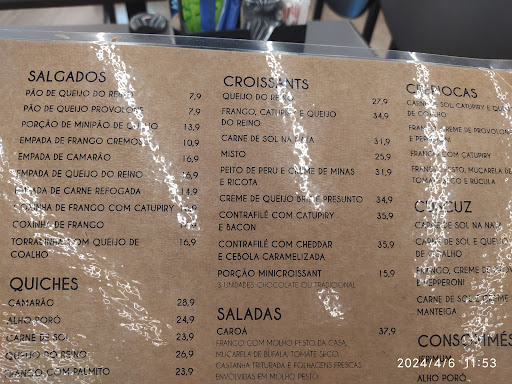 SALGADOS
PÃO DE QUEIJO DO REINO 7,9
PÃO DE QUEIJO PROVOLONE 7,9
PORÇÃO DE MINIPÃO DE COALHO 13,9
EMPADA DE FRANGO CREMOSO 10,9
EMPADA DE CAMARÃO 16,9
EMPADA DE QUEIJO DO REINO 16,9
EMPADA DE CARNE REFOGADA 14,9
COXINHA DE FRANGO COM CATUPIRY
COXINHA DE FRANGO
TORRADINHA COM QUEIJO DE 16,9
COALHO
QUICHES
CAMARÃO 28,9
ALHO PORÓ 24,9
CARNE DE SOL 23,9
QUEIJO DO REINO 26,9
FRANGO, COM PALMITO 23,9
CROISSANTS
QUEIJO DO REINO 27,9
FRANGO, CATUPIRY E QUEIJO 34,9
DO REINO
CARNE DE SOL NA NATA 31,9
MISTO 25,9
PEITO DE PERU E CREME DE MINAS 31,9
E RICOTA
CREME DE QUEIJO BRIE E PRESUNTO 34,9
CONTRAFILÉ COM CATUPIRY 35,9
E BACON
CONTRAFILÉ COM CHEDDAR 35,9
E CEBOLA CARAMELIZADA
PORÇÃO MINICROISSANT 15,9
3 UNIDADES: CHOCOLATE OU TRADICIONAL
SALADAS
CAROÁ 37,9
FRANGO COM MOLHO PESTO DA CASA,
MUÇARELA DE BÚFALA, TOMATE SECO,
CASTANHA TRITURADA E FOLHAGENS FRESCAS
ENVOLVIDAS EM MOLHO PESTO
CREPIOCAS
CARNE DE SOL, CATUPIRY E QUEIJO
DE COALHO
FRANGO, CREME DE PROVOLONE
E PEPPERONI
FRANGO COM CATUPIRY
FRANGO, PESTO, MUÇARELA DE
TOMATE SECO E RÚCULA
CUSCUZ
CARNE DE SOL NA NATA
CARNE DE SOL E QUEIJO
DE COALHO
FRANGO, CREME DE
E PEPPERONI
CARNE DE SOL E CREME
MANTEIGA
ALHO PORÓ
2024/4/6 11:53